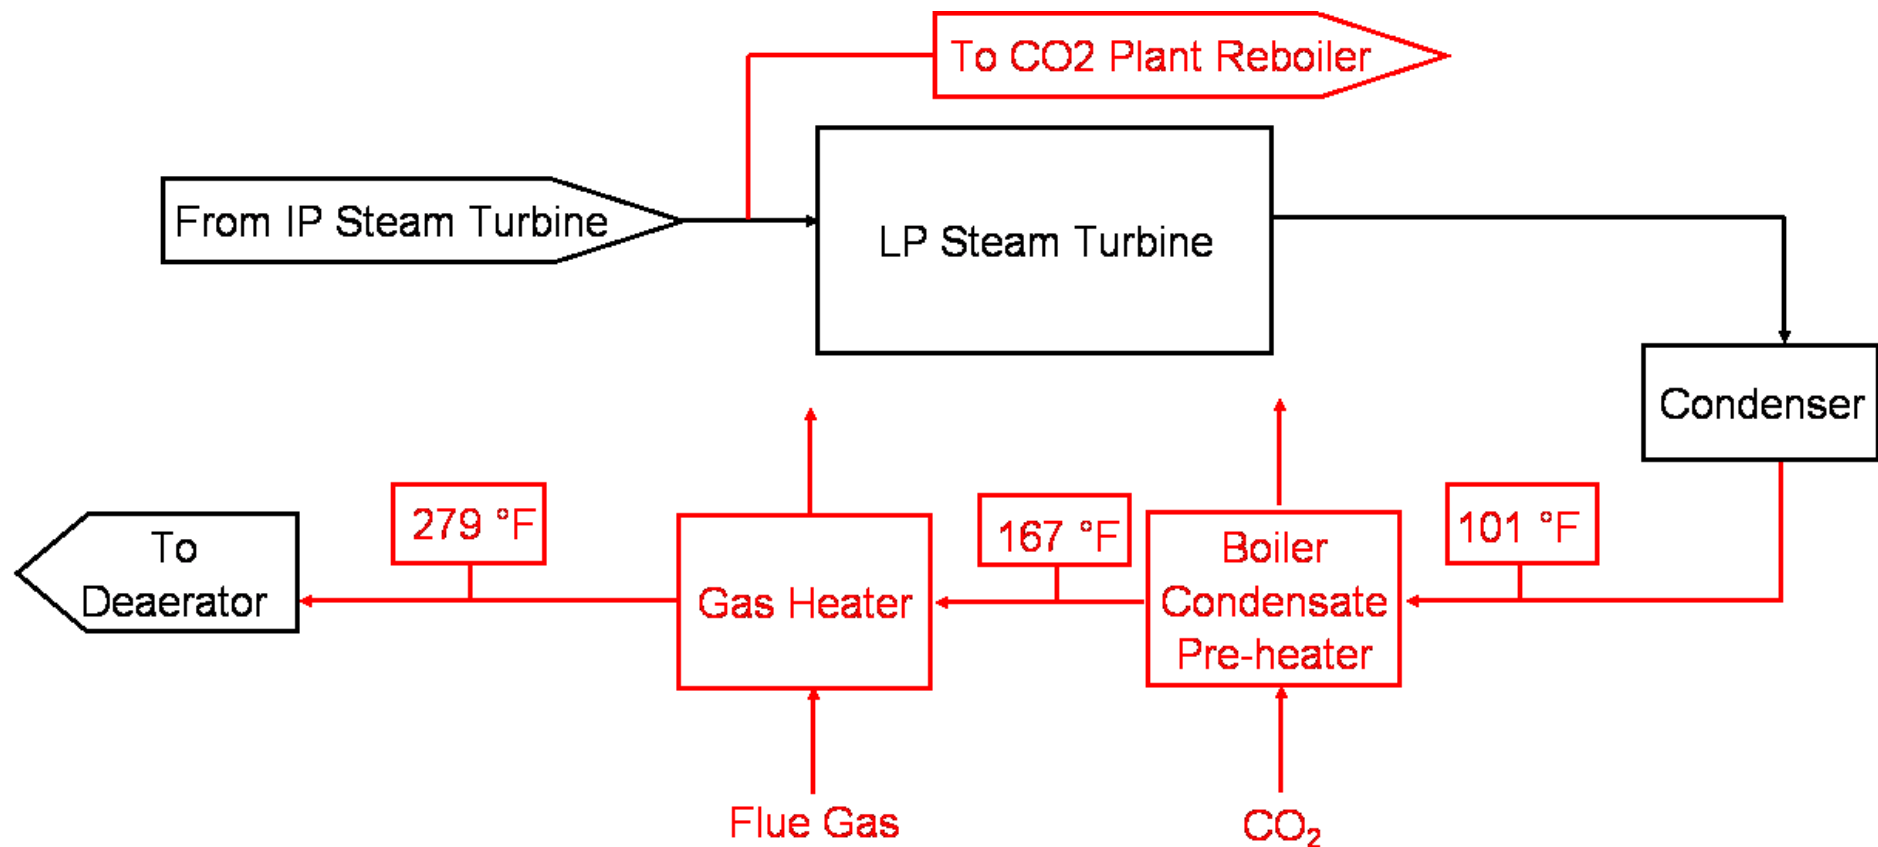 To CO2 Plant Reboiler
From IP Steam Turbine
LP Steam Turbine
Condenser
279 °F
167 °F
101 °F
To
Deaerator
Gas Heater
Boiler
Condensate
Pre-heater
Flue Gas
CO₂